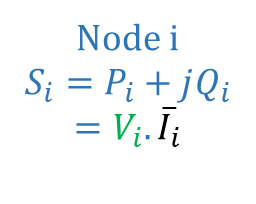 Node i
Sᵢ = Pᵢ + jQᵢ
= Vᵢ. Īᵢ